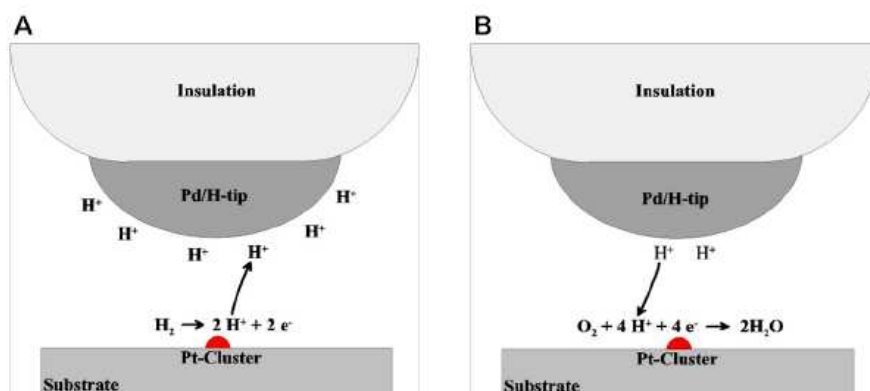 A
Insulation
Pd/H-tip
H⁺ H⁺ H⁺ H⁺ H⁺ H⁺
H₂ → 2 H⁺ + 2 e⁻
Pt-Cluster
Substrate
B
Insulation
Pd/H-tip
H⁺ H⁺
O₂ + 4 H⁺ + 4 e⁻ → 2H₂O
Pt-Cluster
Substrate